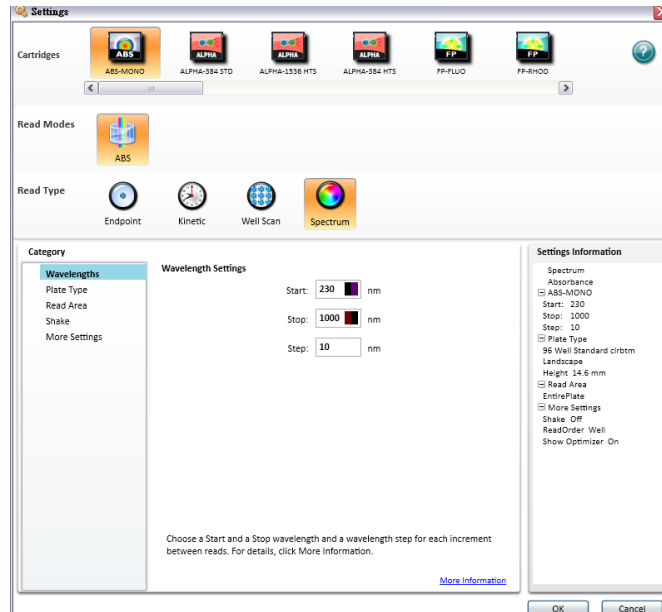 Settings
Cartridges
ABS
ALPHA
ALPHA
ALPHA
FP
FP
ABS-MONO
ALPHA-384 STD
ALPHA-1536 HTS
ALPHA-384 HTS
FP-FLUO
FP-RHOD
Read Modes
ABS
Read Type
Endpoint
Kinetic
Well Scan
Spectrum
Category
Wavelengths
Plate Type
Read Area
Shake
More Settings
Wavelength Settings
Start: 230 nm
Stop: 1000 nm
Step: 10 nm
Choose a Start and a Stop wavelength and a wavelength step for each increment
between reads. For details, click More Information.
More Information
Settings Information
Spectrum
Absorbance
ABS-MONO
Start: 230
Stop: 1000
Step: 10
Plate Type
96 Well Standard clrbtm
Landscape
Height 14.6 mm
Read Area
EntirePlate
More Settings
Shake Off
ReadOrder Well
Show Optimizer On
OK
Cancel